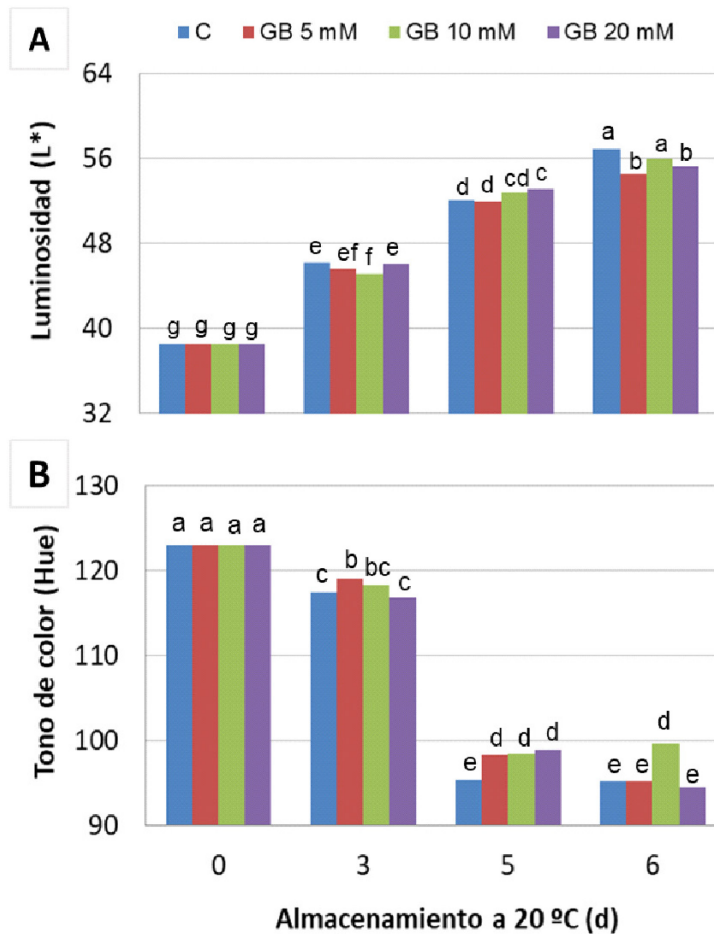 A
C GB 5 mM GB 10 mM GB 20 mM
Luminosidad (L*)
64
56
48
40
32
g g g g
e ef f e
d d cd c
a b a b
B
Tono de color (Hue)
130
120
110
100
90
a a a a
c b bc c
e d d d
e e d e
0 3 5 6
Almacenamiento a 20 ºC (d)